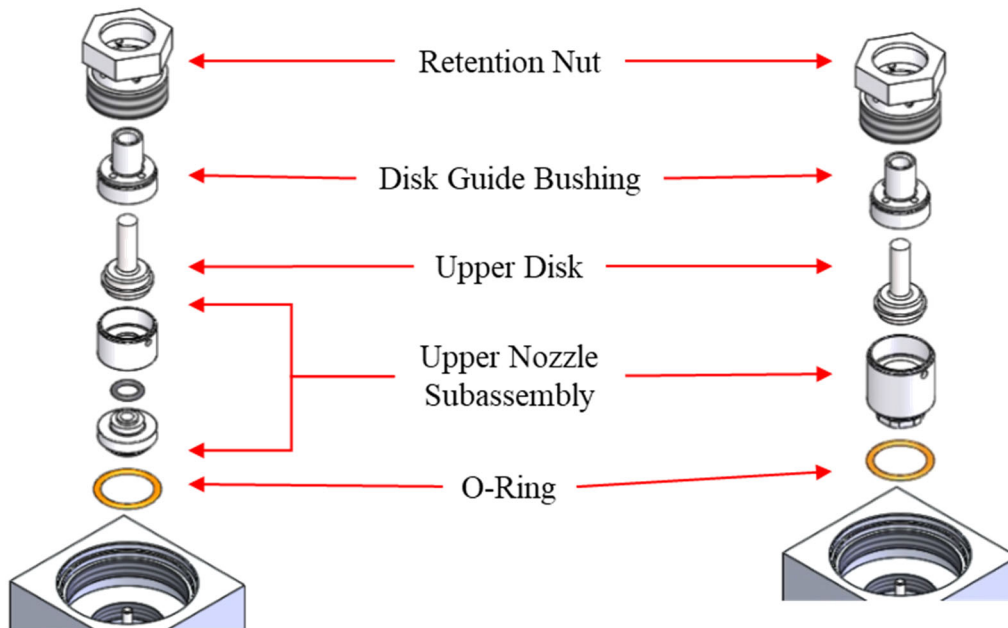 Retention Nut
Disk Guide Bushing
Upper Disk
Upper Nozzle
Subassembly
O-Ring